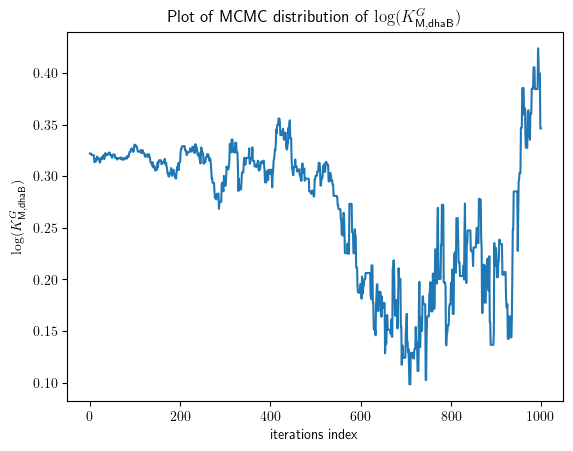 Plot of MCMC distribution of log(K^G_{M,dhaB})
log(K^G_{M,dhaB})
0.40
0.35
0.30
0.25
0.20
0.15
0.10
0 200 400 600 800 1000
iterations index